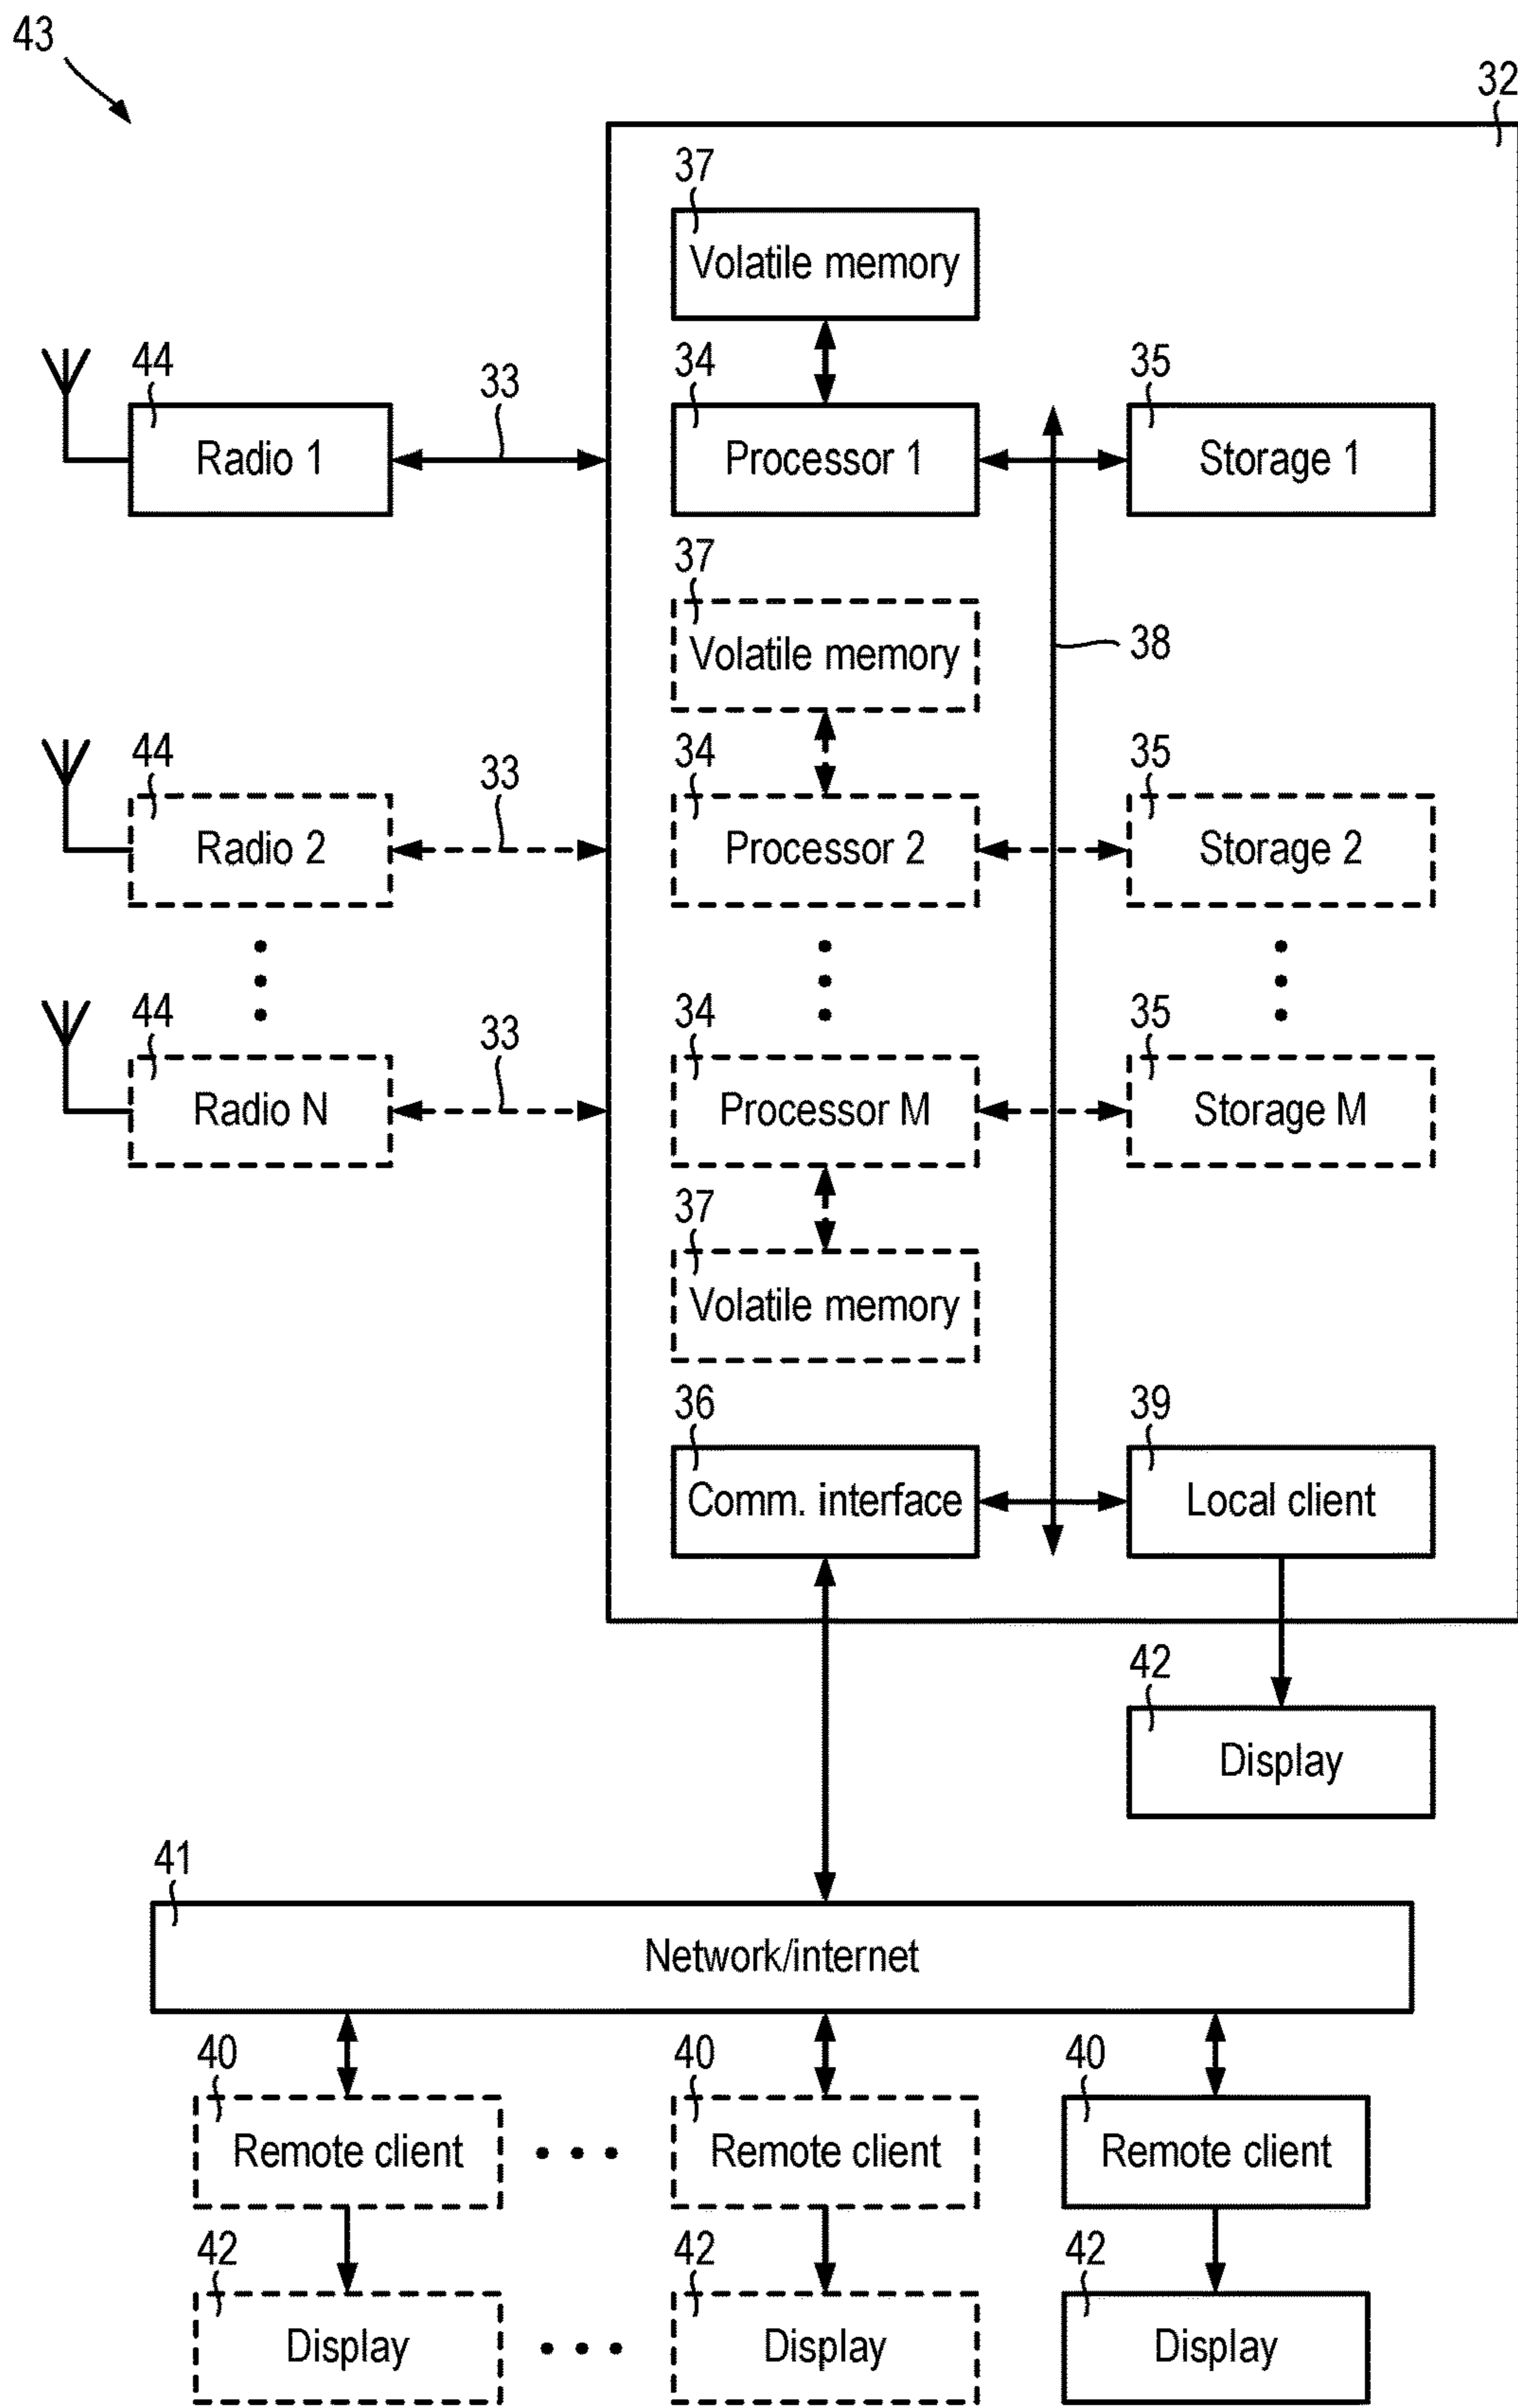 43
32
37
Volatile memory
44
33
34
35
Radio 1
Processor 1
Storage 1
37
Volatile memory
38
44
33
34
35
Radio 2
Processor 2
Storage 2
44
33
34
35
Radio N
Processor M
Storage M
37
Volatile memory
36
39
Comm. interface
Local client
42
Display
41
Network/internet
40
40
40
Remote client
Remote client
Remote client
42
42
42
Display
Display
Display